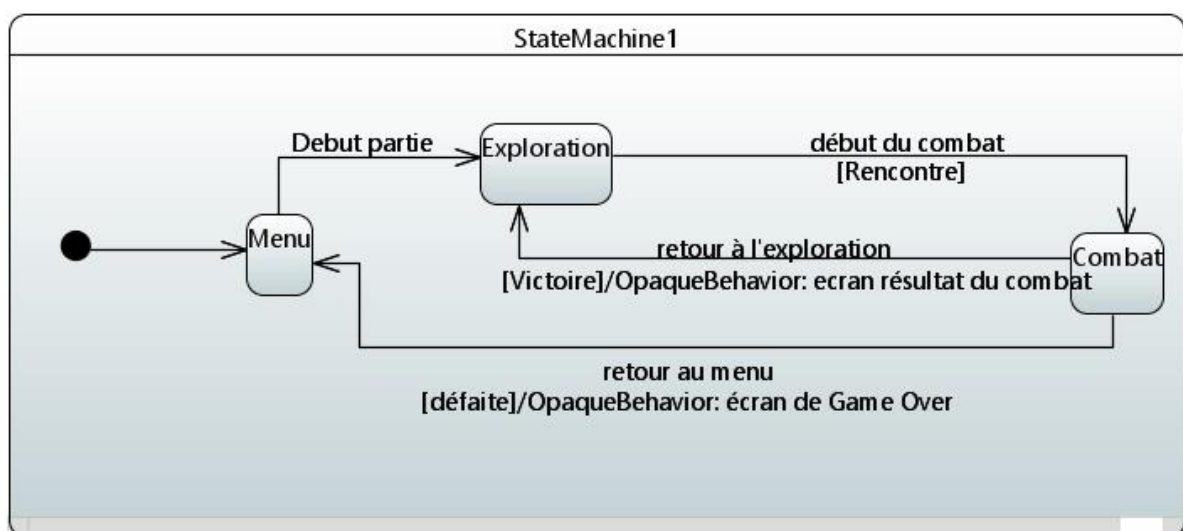 StateMachine1
Debut partie
Exploration
début du combat
[Rencontre]
Menu
retour à l'exploration
Combat
[Victoire]/OpaqueBehavior: ecran résultat du combat
retour au menu
[défaite]/OpaqueBehavior: écran de Game Over